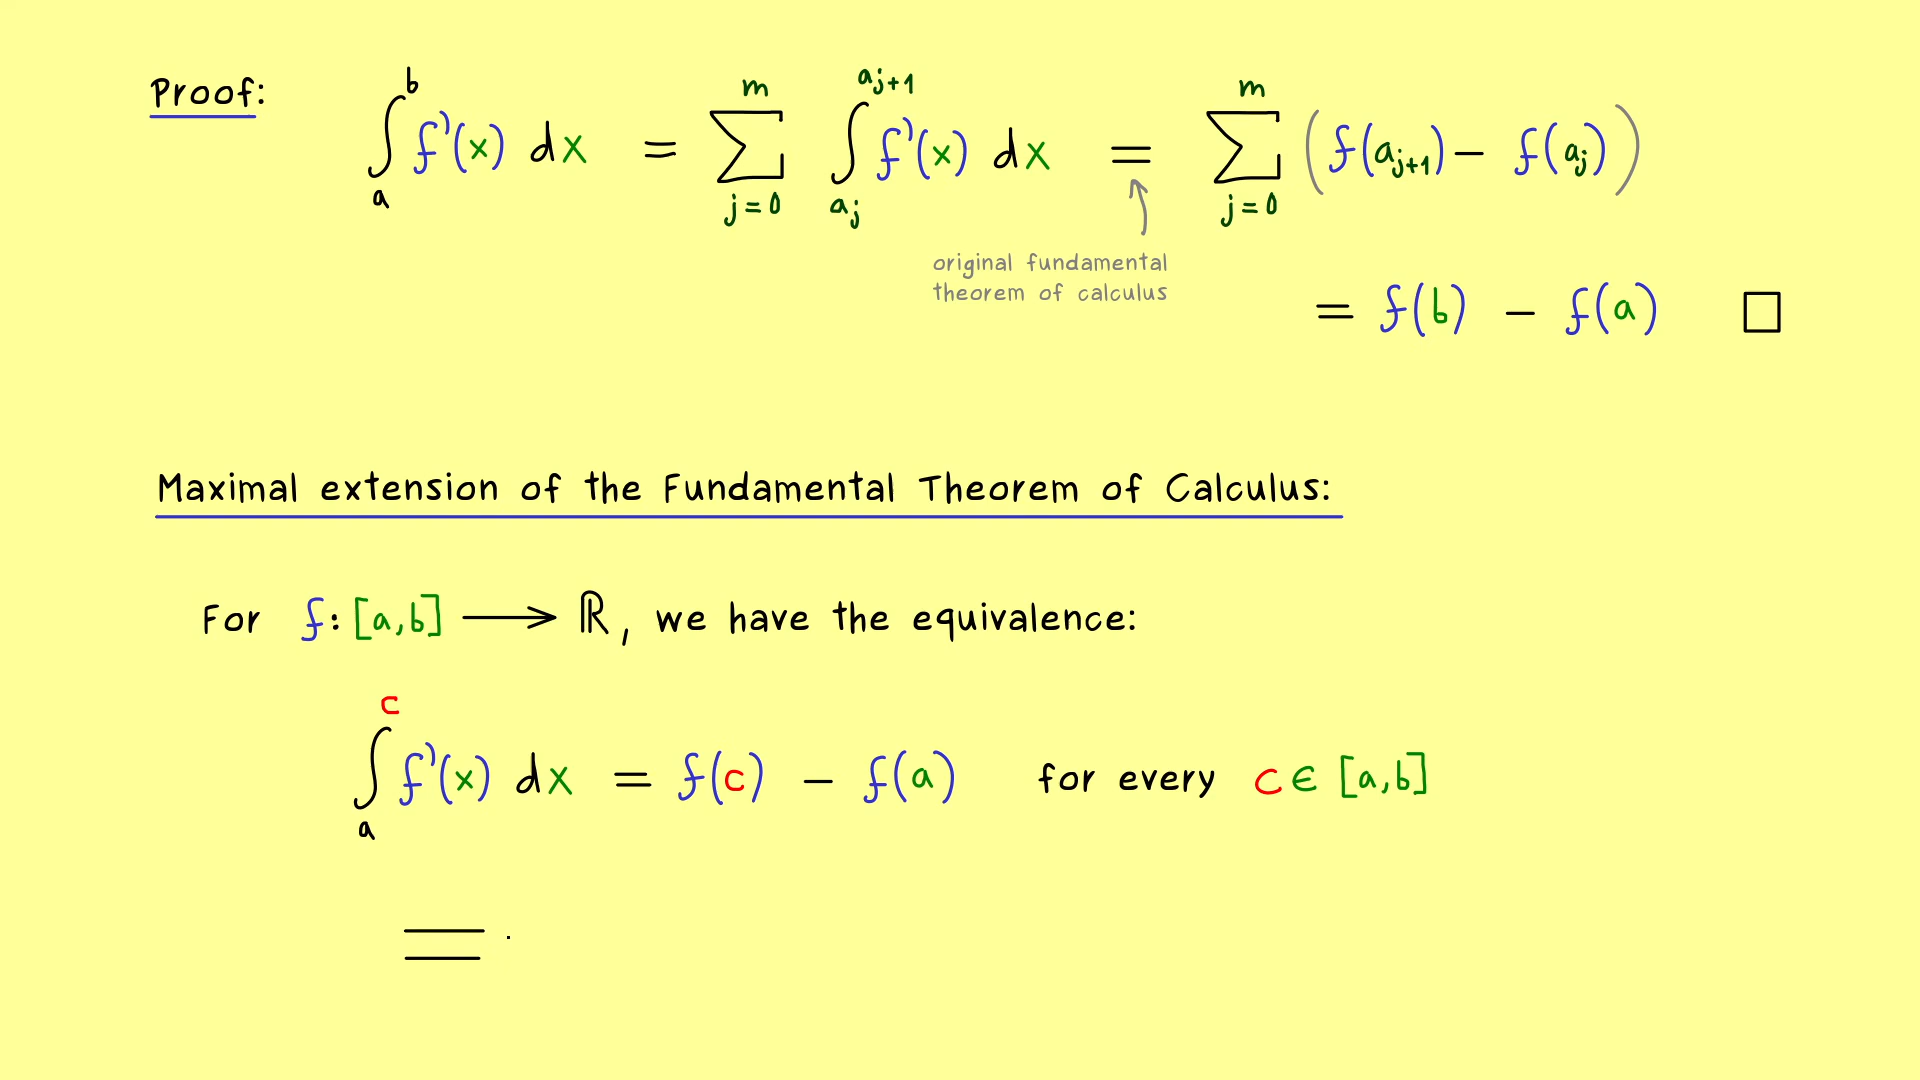 Proof: ∫_a^b f'(x) dx = ∑_{j=0}^m ∫_{a_j}^{a_{j+1}} f'(x) dx = ∑_{j=0}^m (f(a_{j+1}) − f(a_j))
original fundamental
theorem of calculus
= f(b) − f(a) □
Maximal extension of the Fundamental Theorem of Calculus:
For f: [a,b] ⟶ ℝ, we have the equivalence:
∫_a^c f'(x) dx = f(c) − f(a) for every c ∈ [a,b]
=